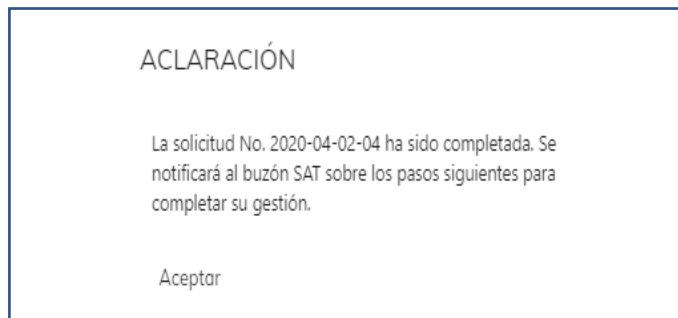 ACLARACIÓN
La solicitud No. 2020-04-02-04 ha sido completada. Se
notificará al buzón SAT sobre los pasos siguientes para
completar su gestión.
Aceptar